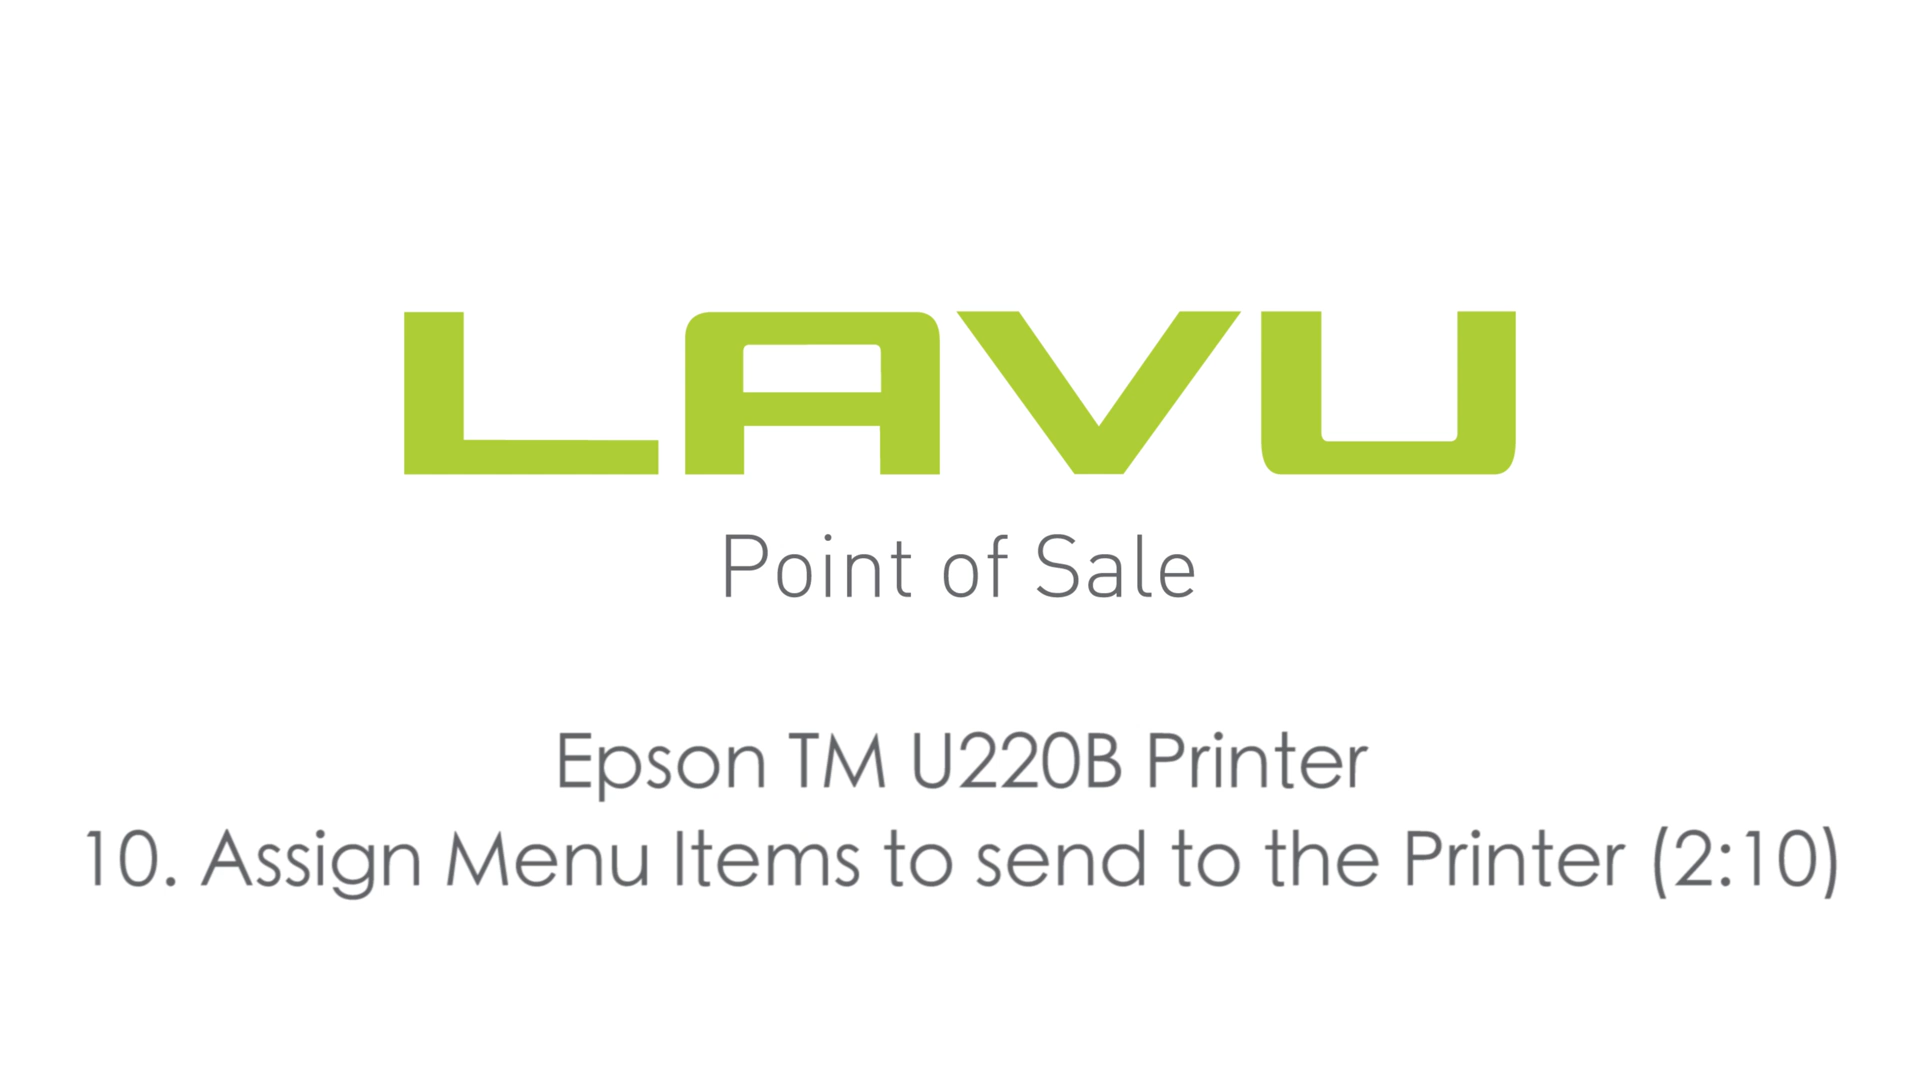 LAVU
Point of Sale
Epson TM U220B Printer
10. Assign Menu Items to send to the Printer (2:10)